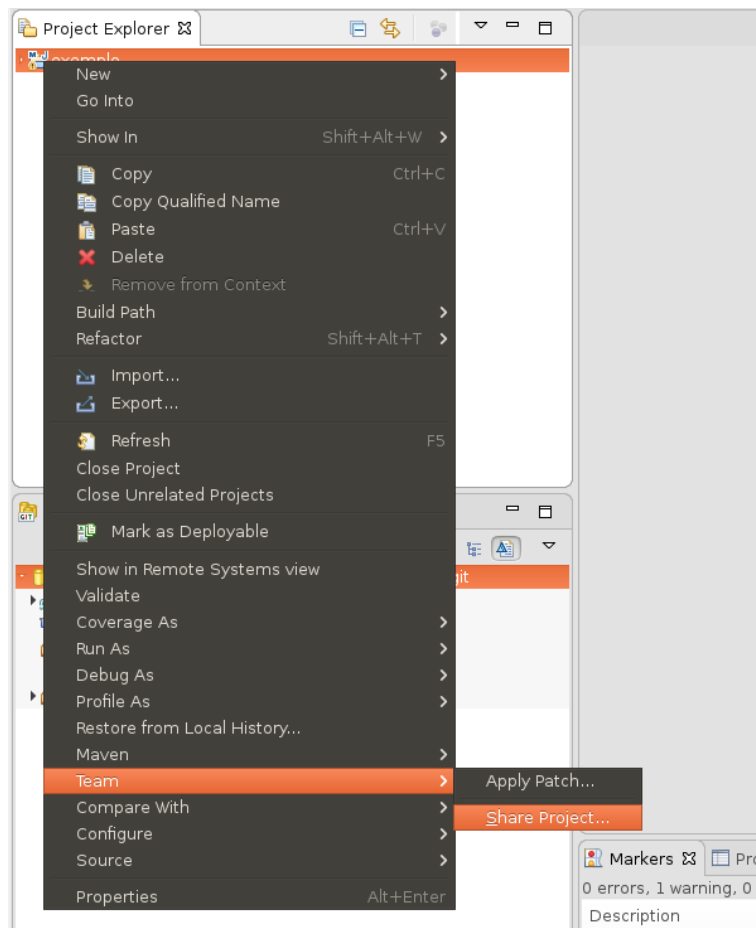 Project Explorer
exemplo
New
Go Into
Show In Shift+Alt+W
Copy Ctrl+C
Copy Qualified Name
Paste Ctrl+V
Delete
Remove from Context
Build Path
Refactor Shift+Alt+T
Import...
Export...
Refresh F5
Close Project
Close Unrelated Projects
GIT
Mark as Deployable
Show in Remote Systems view
git
Validate
Coverage As
Run As
Debug As
Profile As
Restore from Local History...
Maven
Team
Apply Patch...
Compare With
Share Project...
Configure
Source
Markers Pro
0 errors, 1 warning, 0
Properties Alt+Enter
Description